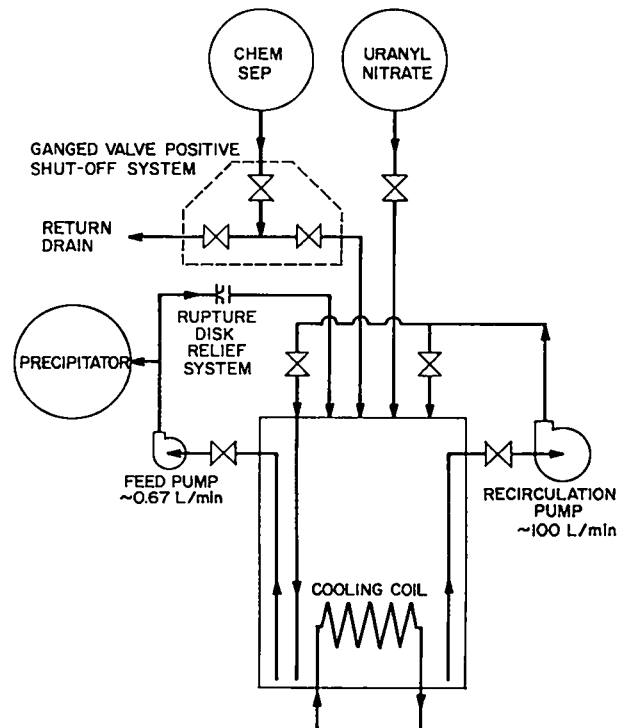 CHEM
SEP
URANYL
NITRATE
GANGED VALVE POSITIVE
SHUT-OFF SYSTEM
RETURN
DRAIN
RUPTURE
DISK
RELIEF
SYSTEM
PRECIPITATOR
FEED PUMP
~0.67 L/min
RECIRCULATION
PUMP
~100 L/min
COOLING COIL